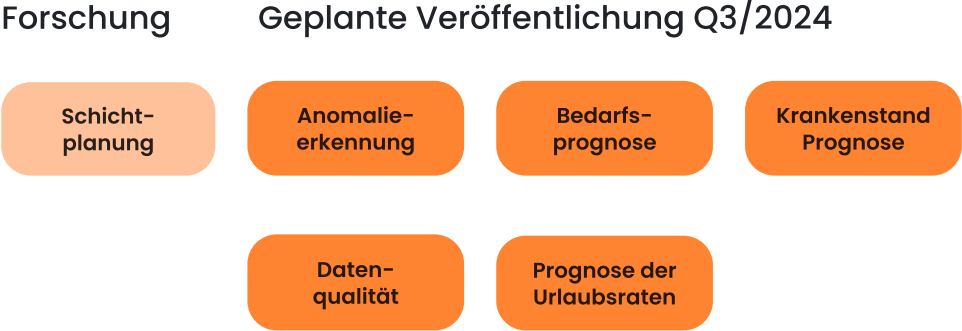 Forschung
Geplante Veröffentlichung Q3/2024
Schicht-
planung
Anomalie-
erkennung
Bedarfs-
prognose
Krankenstand
Prognose
Daten-
qualität
Prognose der
Urlaubsraten